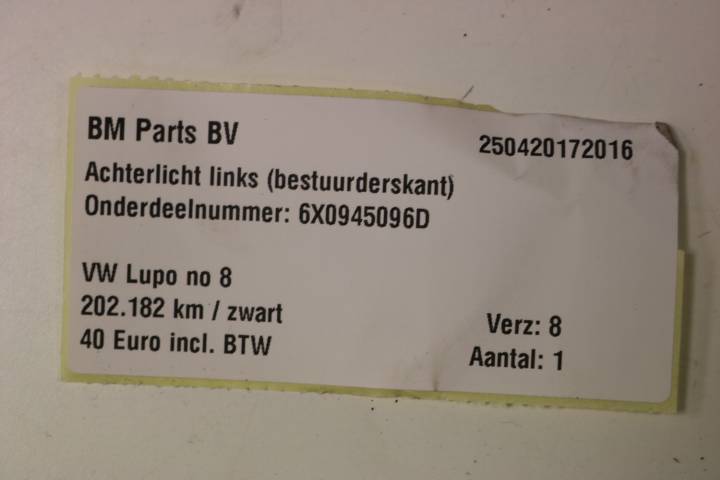 BM Parts BV
250420172016
Achterlicht links (bestuurderskant)
Onderdeelnummer: 6X0945096D
VW Lupo no 8
202.182 km / zwart
Verz: 8
40 Euro incl. BTW
Aantal: 1